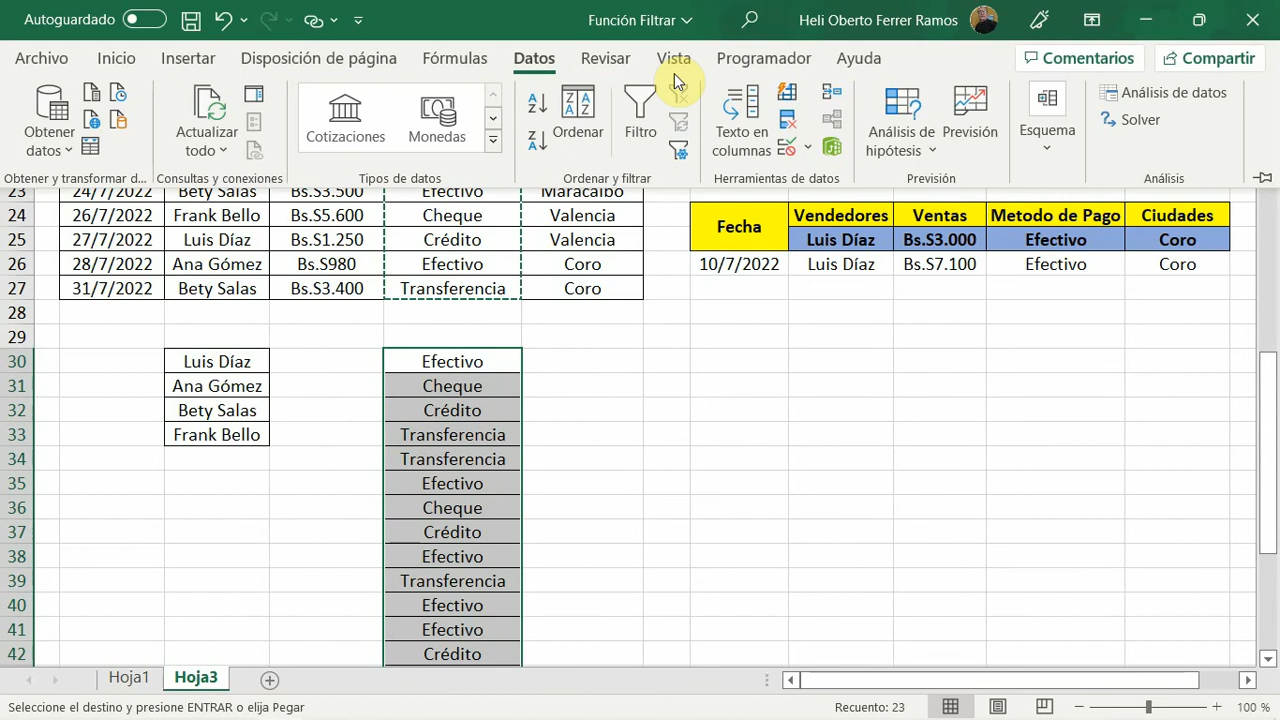 Autoguardado
Función Filtrar
Heli Oberto Ferrer Ramos
Archivo Inicio Insertar Disposición de página Fórmulas Datos Revisar Vista Programador Ayuda Comentarios Compartir
Obtener datos
Actualizar todo
Cotizaciones
Monedas
Ordenar
Filtro
Texto en columnas
Análisis de hipótesis
Previsión
Esquema
Análisis de datos
Solver
Obtener y transformar d... Consultas y conexiones Tipos de datos Ordenar y filtrar Herramientas de datos Previsión Análisis
23 24/7/2022 Bety Salas Bs.S3.500 Efectivo Maracaibo
24 26/7/2022 Frank Bello Bs.S5.600 Cheque Valencia Fecha Vendedores Ventas Metodo de Pago Ciudades
25 27/7/2022 Luis Díaz Bs.S1.250 Crédito Valencia Luis Díaz Bs.S3.000 Efectivo Coro
26 28/7/2022 Ana Gómez Bs.S980 Efectivo Coro 10/7/2022 Luis Díaz Bs.S7.100 Efectivo Coro
27 31/7/2022 Bety Salas Bs.S3.400 Transferencia Coro
28
29
30 Luis Díaz Efectivo
31 Ana Gómez Cheque
32 Bety Salas Crédito
33 Frank Bello Transferencia
34 Transferencia
35 Efectivo
36 Cheque
37 Crédito
38 Efectivo
39 Transferencia
40 Efectivo
41 Efectivo
42 Crédito
Hoja1 Hoja3
Seleccione el destino y presione ENTRAR o elija Pegar Recuento: 23 100 %